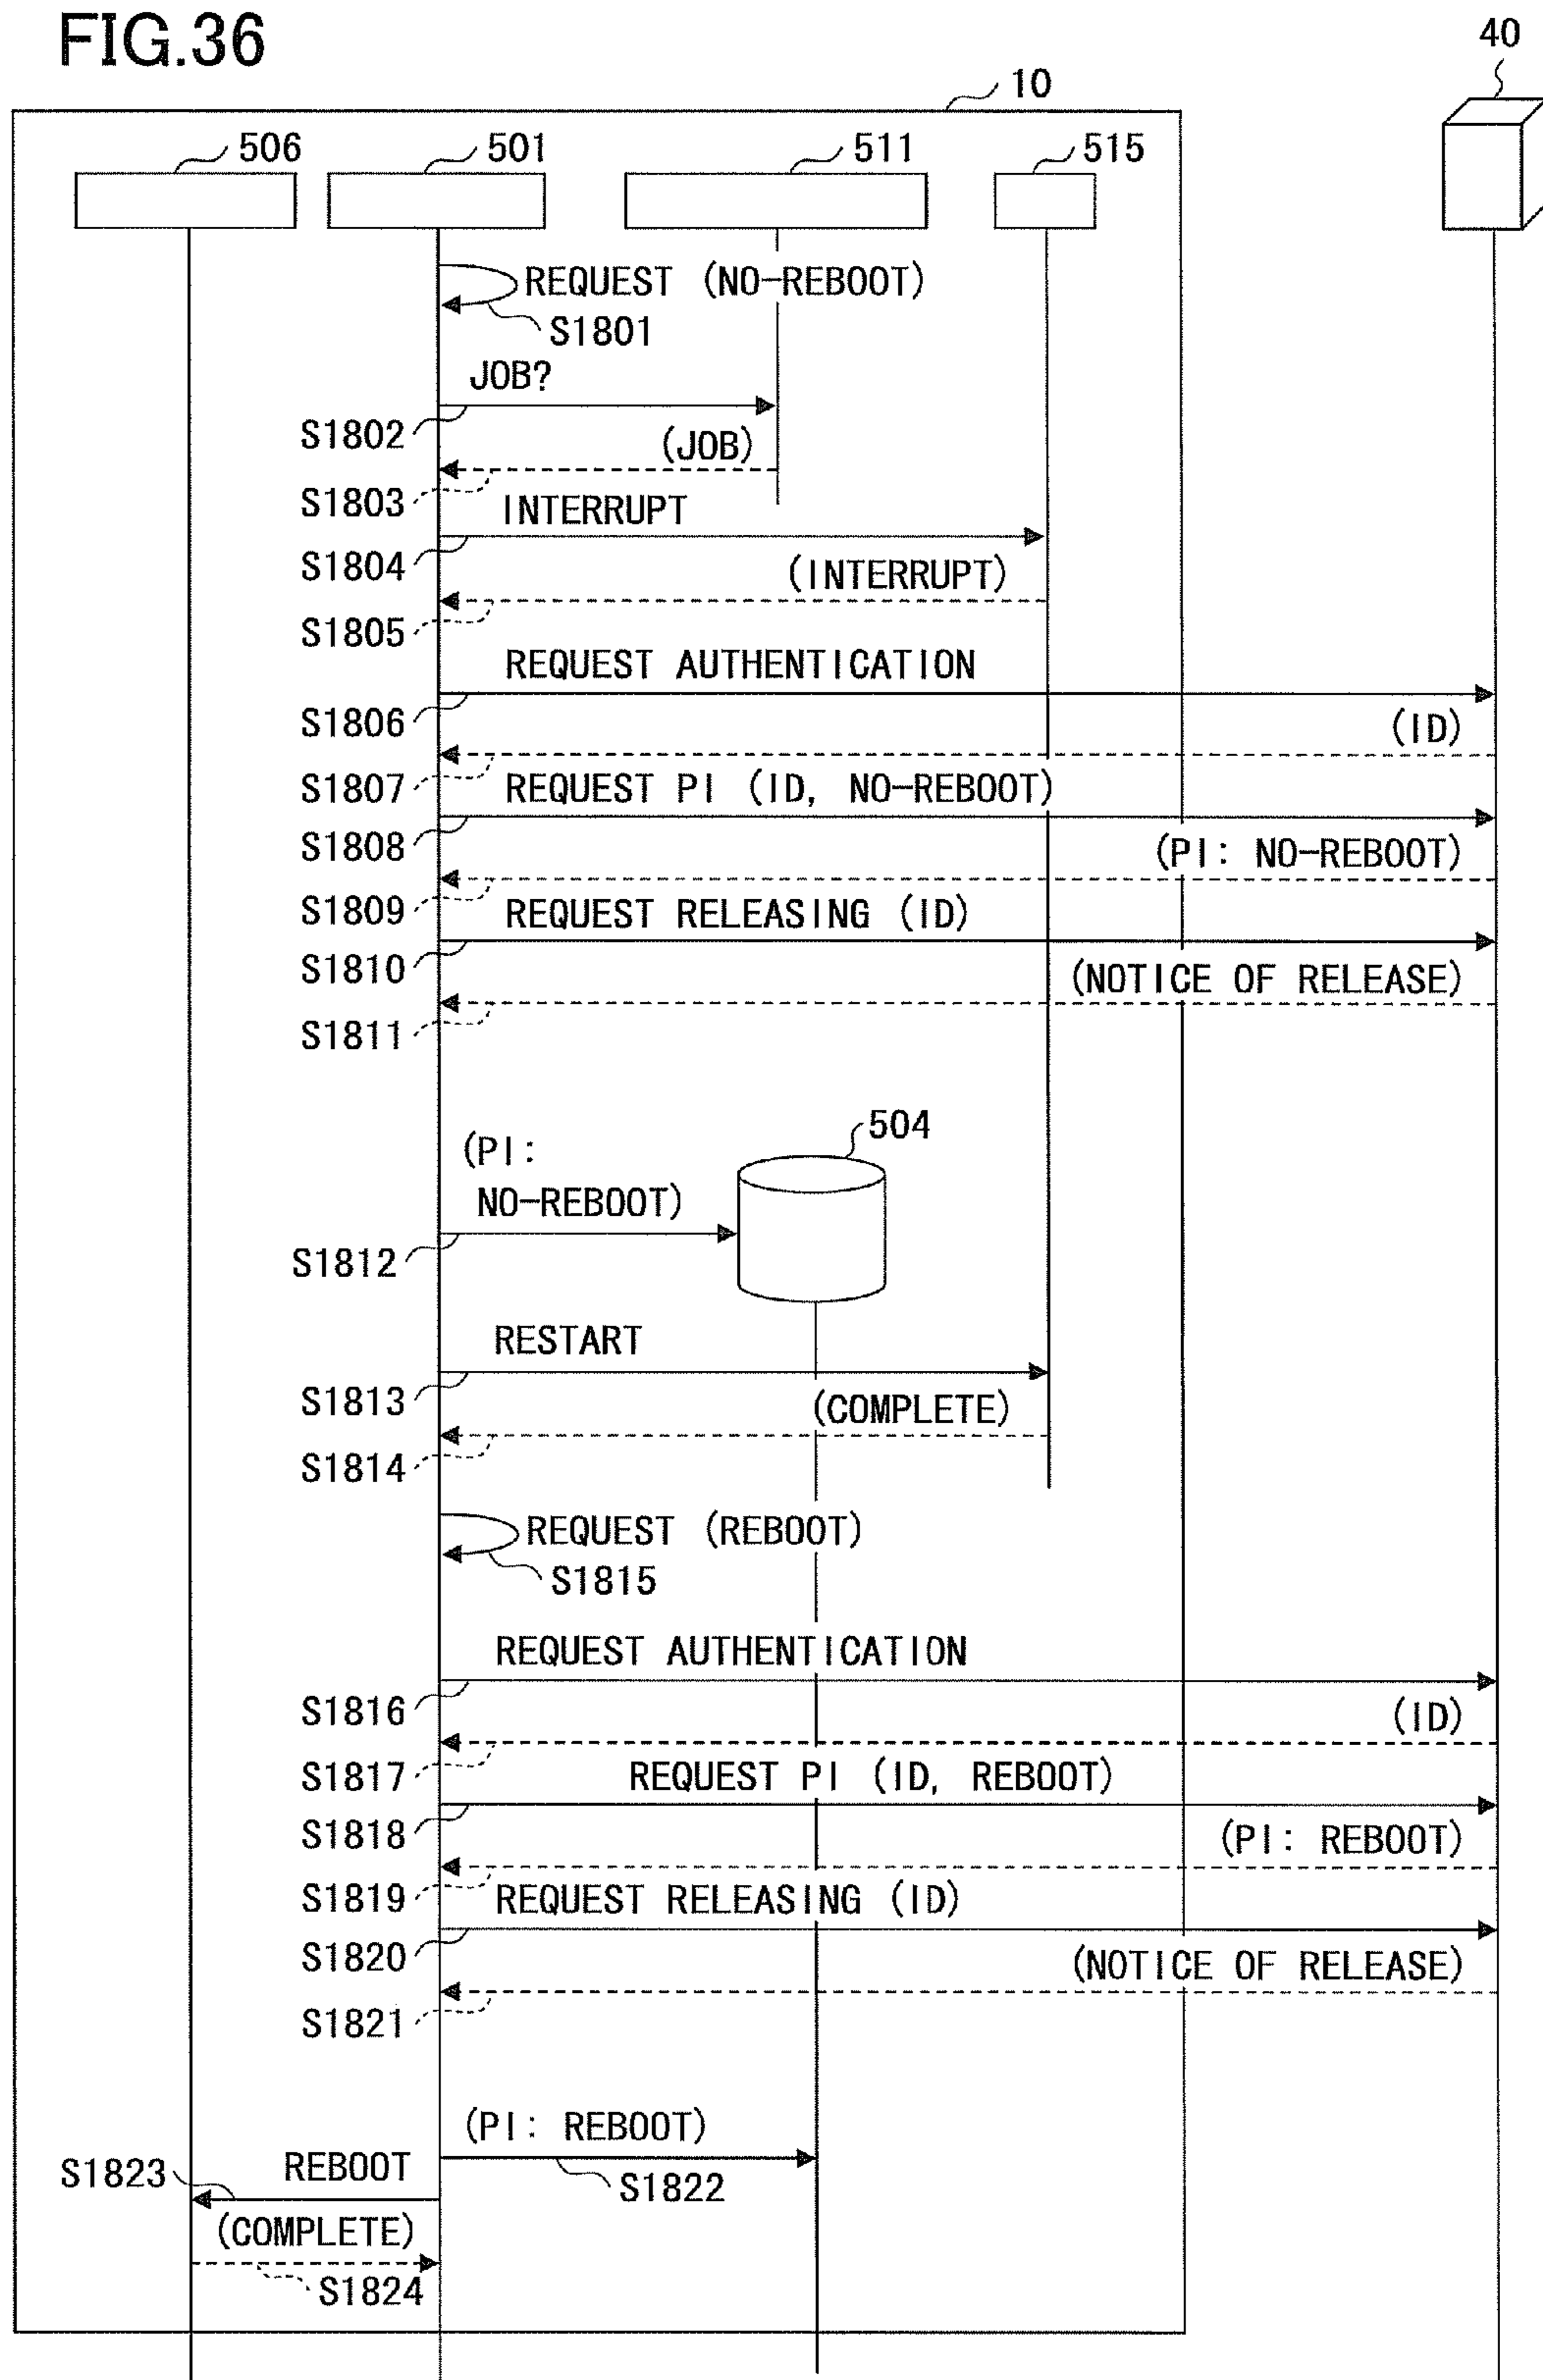 FIG.36
40
10
506
501
511
515
REQUEST (NO-REBOOT)
S1801
JOB?
S1802
(JOB)
S1803
INTERRUPT
S1804
(INTERRUPT)
S1805
REQUEST AUTHENTICATION
S1806
(ID)
S1807
REQUEST PI (ID, NO-REBOOT)
S1808
(PI: NO-REBOOT)
S1809
REQUEST RELEASING (ID)
S1810
(NOTICE OF RELEASE)
S1811
504
(PI:
NO-REBOOT)
S1812
RESTART
S1813
(COMPLETE)
S1814
REQUEST (REBOOT)
S1815
REQUEST AUTHENTICATION
S1816
(ID)
S1817
REQUEST PI (ID, REBOOT)
S1818
(PI: REBOOT)
S1819
REQUEST RELEASING (ID)
S1820
(NOTICE OF RELEASE)
S1821
(PI: REBOOT)
S1822
S1823
REBOOT
(COMPLETE)
S1824